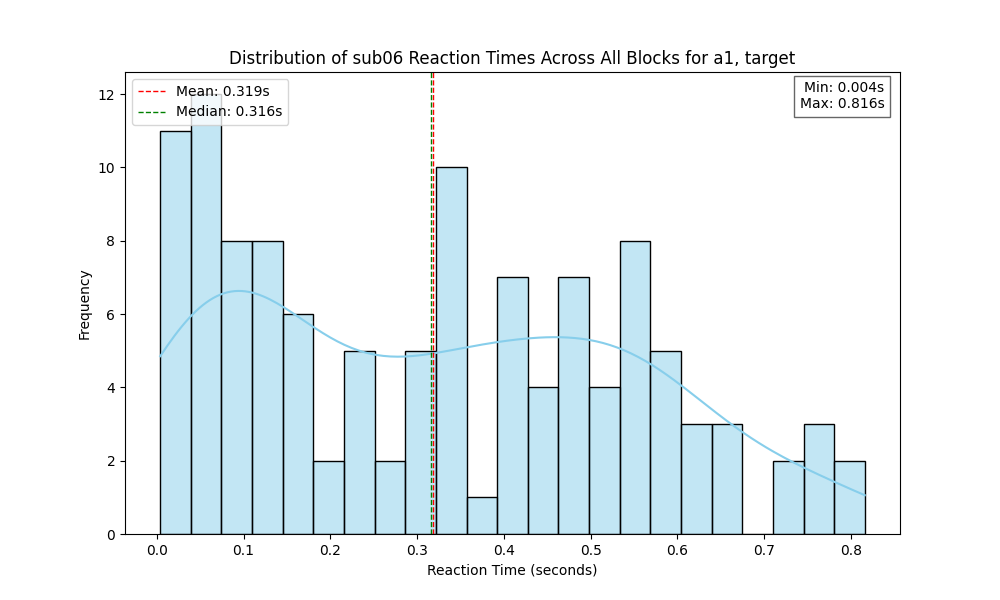 Distribution of sub06 Reaction Times Across All Blocks for a1, target
Mean: 0.319s
Median: 0.316s
Min: 0.004s
Max: 0.816s
12
10
8
6
4
2
0
Frequency
0.0 0.1 0.2 0.3 0.4 0.5 0.6 0.7 0.8
Reaction Time (seconds)